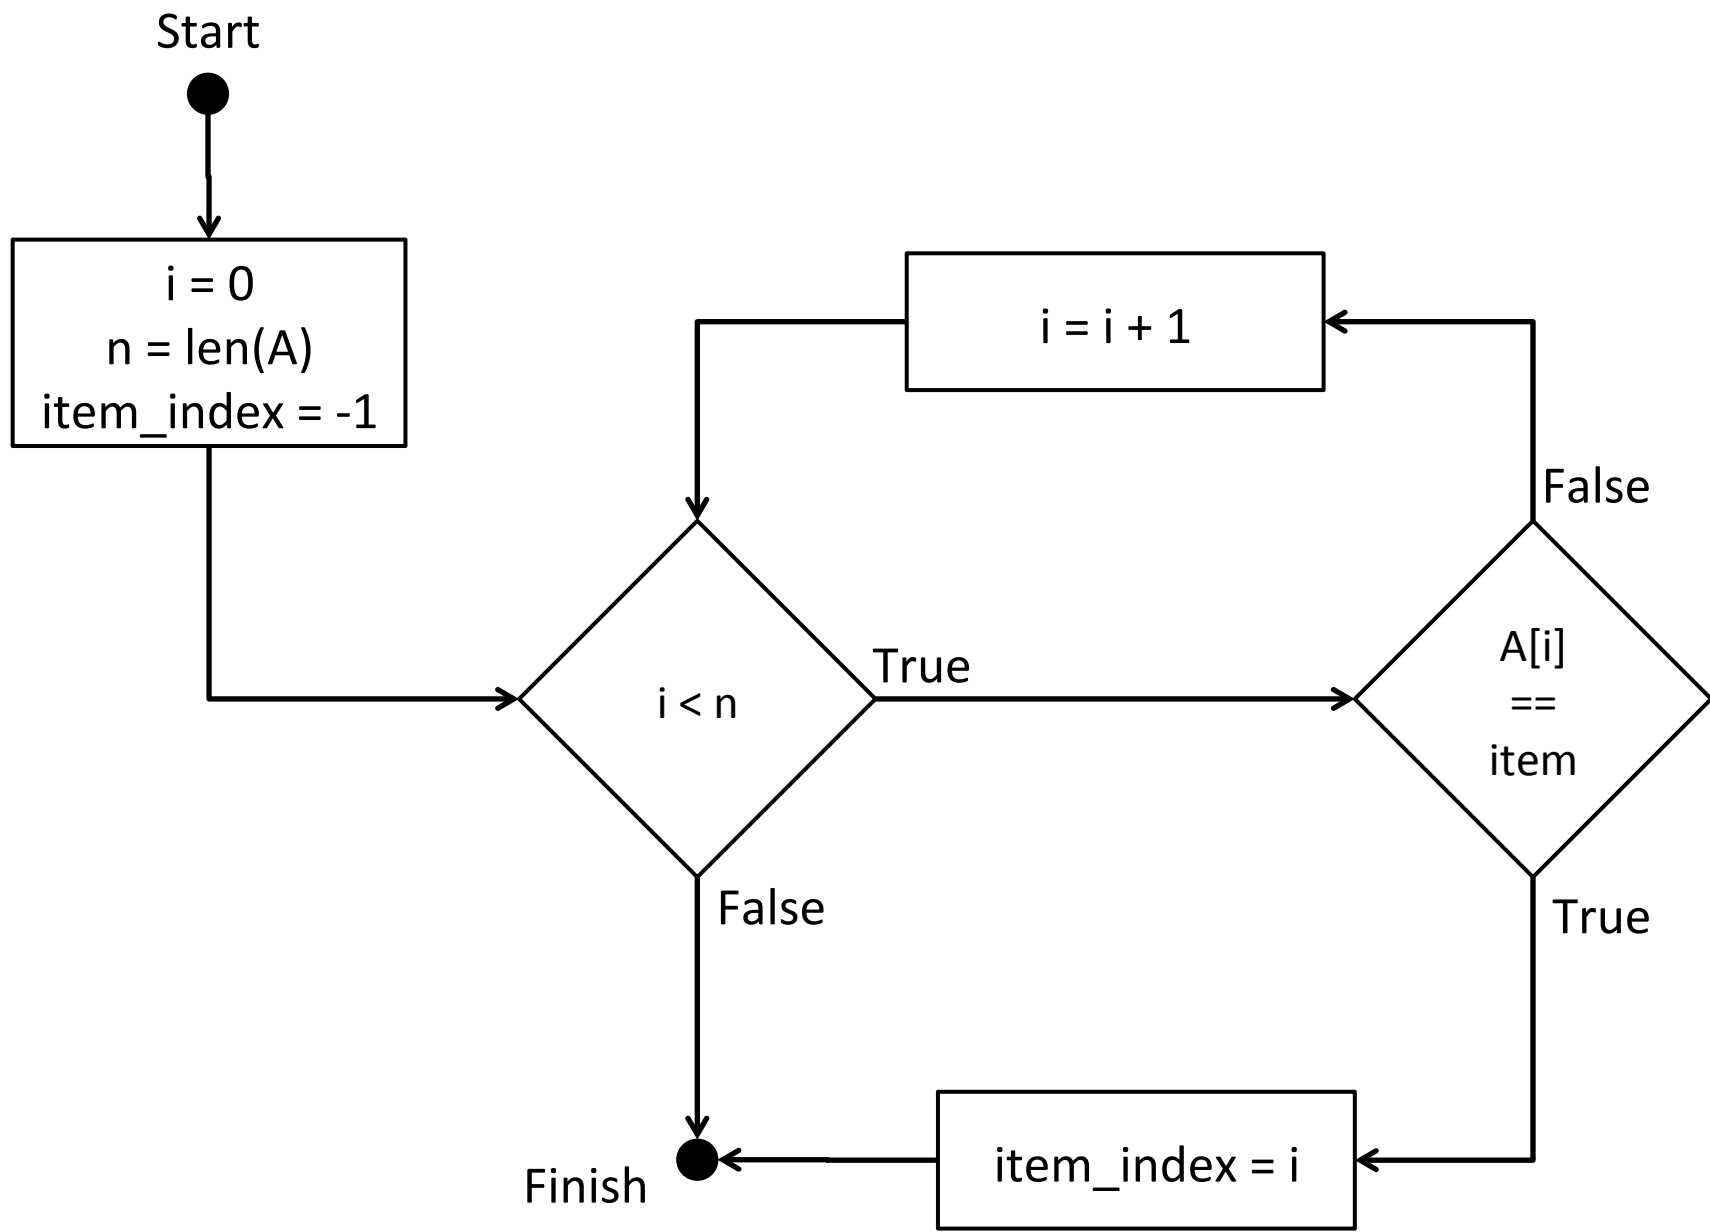 Start
i = 0
n = len(A)
item_index = -1
i = i + 1
False
i < n
True
A[i]
==
item
False
True
item_index = i
Finish